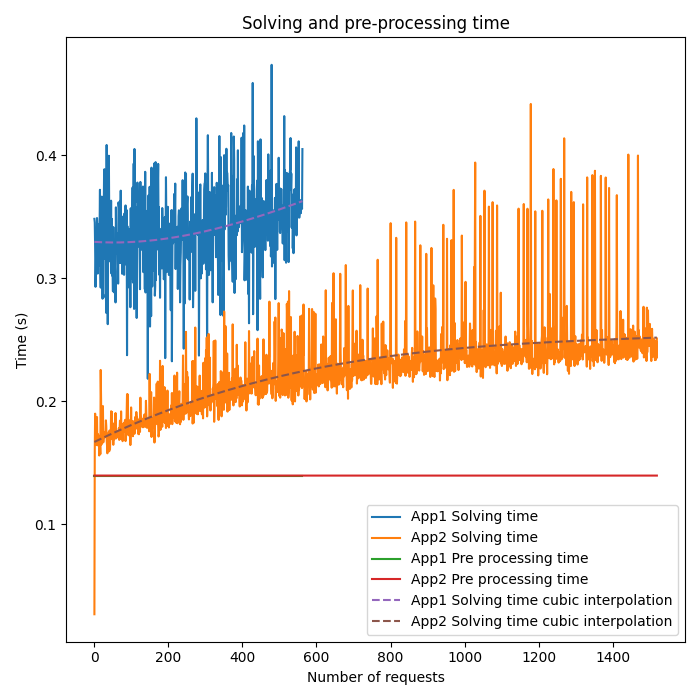 Solving and pre-processing time
0.4
0.3
0.2
0.1
Time (s)
App1 Solving time
App2 Solving time
App1 Pre processing time
App2 Pre processing time
App1 Solving time cubic interpolation
App2 Solving time cubic interpolation
0 200 400 600 800 1000 1200 1400
Number of requests